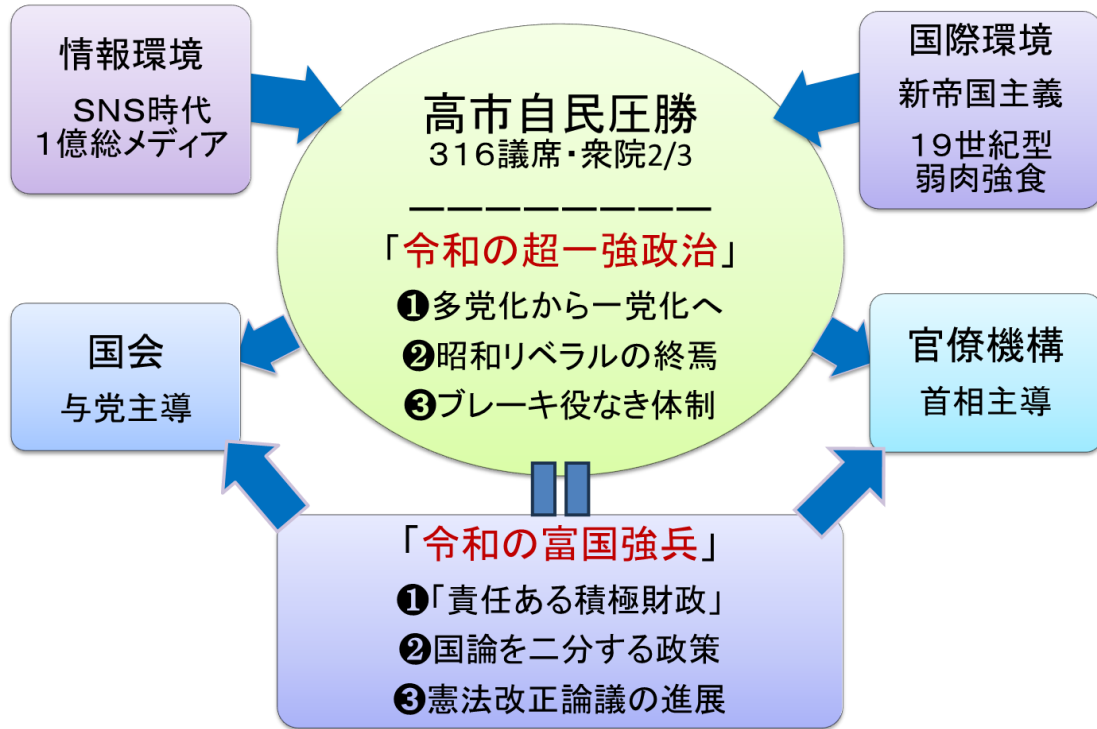 情報環境
SNS時代
1億総メディア
高市自民圧勝
316議席・衆院2/3
————————
「令和の超一強政治」
❶多党化から一党化へ
❷昭和リベラルの終焉
❸ブレーキ役なき体制
国際環境
新帝国主義
19世紀型
弱肉強食
国会
与党主導
官僚機構
首相主導
「令和の富国強兵」
❶「責任ある積極財政」
❷国論を二分する政策
❸憲法改正論議の進展